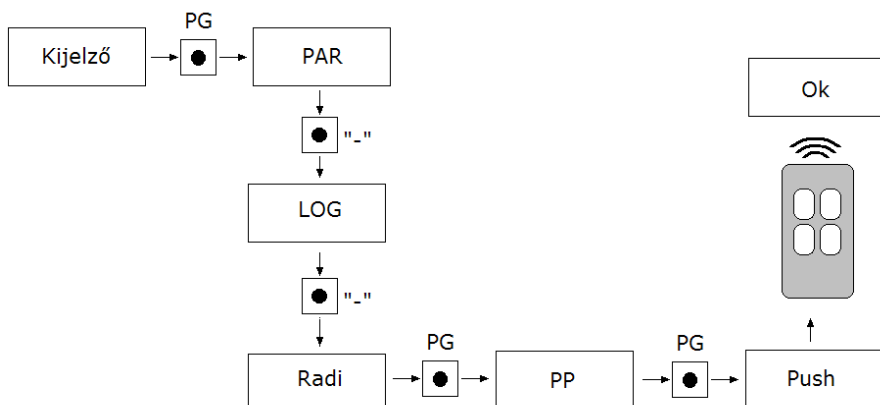 PG
Kijelző
PAR
"-"
LOG
"-"
Radi
PG
PP
PG
Push
Ok